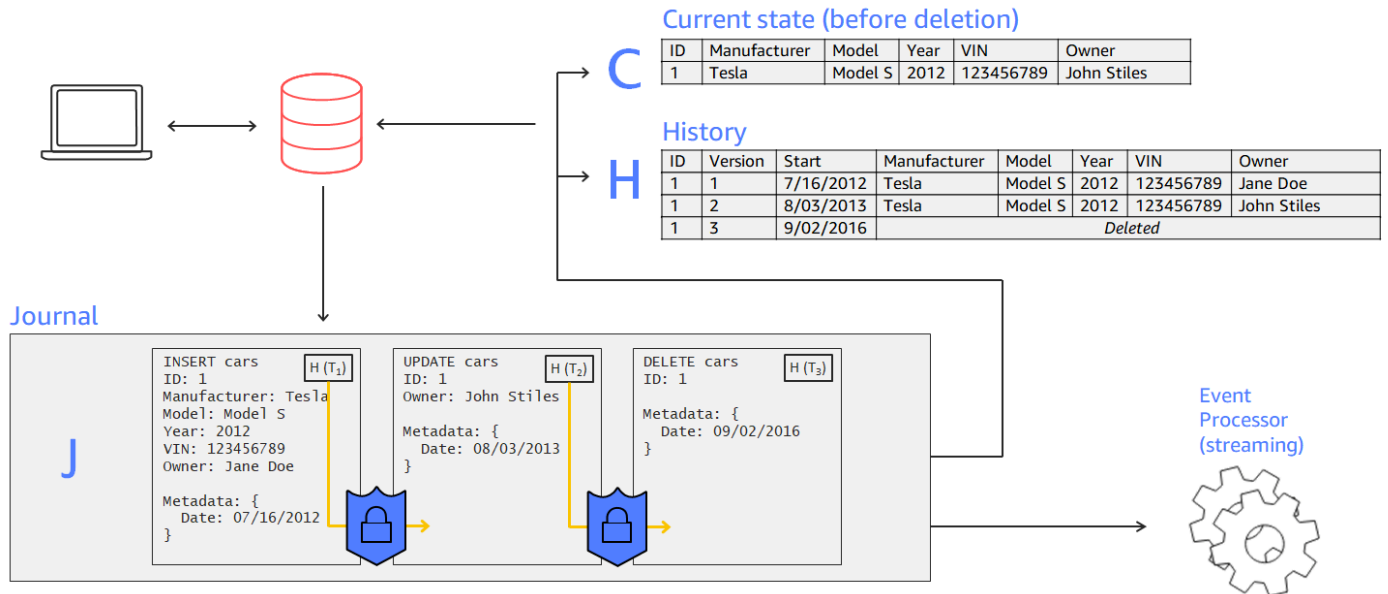 Current state (before deletion)
C
ID Manufacturer Model Year VIN Owner
1 Tesla Model S 2012 123456789 John Stiles
History
H
ID Version Start Manufacturer Model Year VIN Owner
1 1 7/16/2012 Tesla Model S 2012 123456789 Jane Doe
1 2 8/03/2013 Tesla Model S 2012 123456789 John Stiles
1 3 9/02/2016 Deleted
Journal
J
INSERT cars
H (T₁)
ID: 1
Manufacturer: Tesla
Model: Model S
Year: 2012
VIN: 123456789
Owner: Jane Doe
Metadata: {
Date: 07/16/2012
}
UPDATE cars
H (T₂)
ID: 1
Owner: John Stiles
Metadata: {
Date: 08/03/2013
}
DELETE cars
H (T₃)
ID: 1
Metadata: {
Date: 09/02/2016
}
Event
Processor
(streaming)